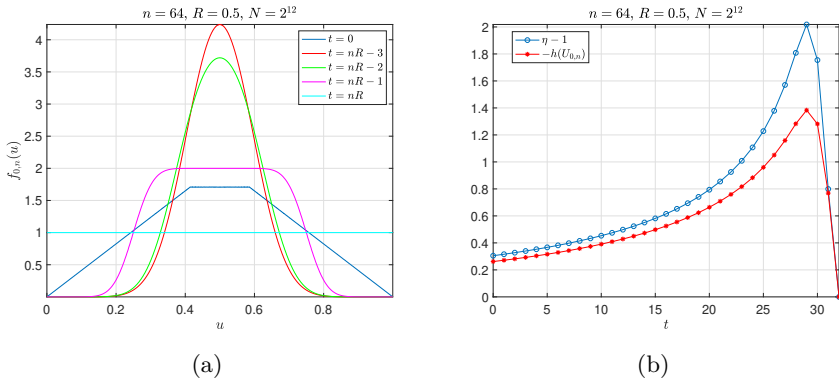 n = 64, R = 0.5, N = 2^{12}
f_{0,n}(u)
4
3.5
3
2.5
2
1.5
1
0.5
t = 0
t = nR − 3
t = nR − 2
t = nR − 1
t = nR
0 0.2 0.4 0.6 0.8
u
(a)
n = 64, R = 0.5, N = 2^{12}
2
1.8
1.6
1.4
1.2
1
0.8
0.6
0.4
0.2
0
η − 1
−h(U_{0,n})
0 5 10 15 20 25 30
t
(b)